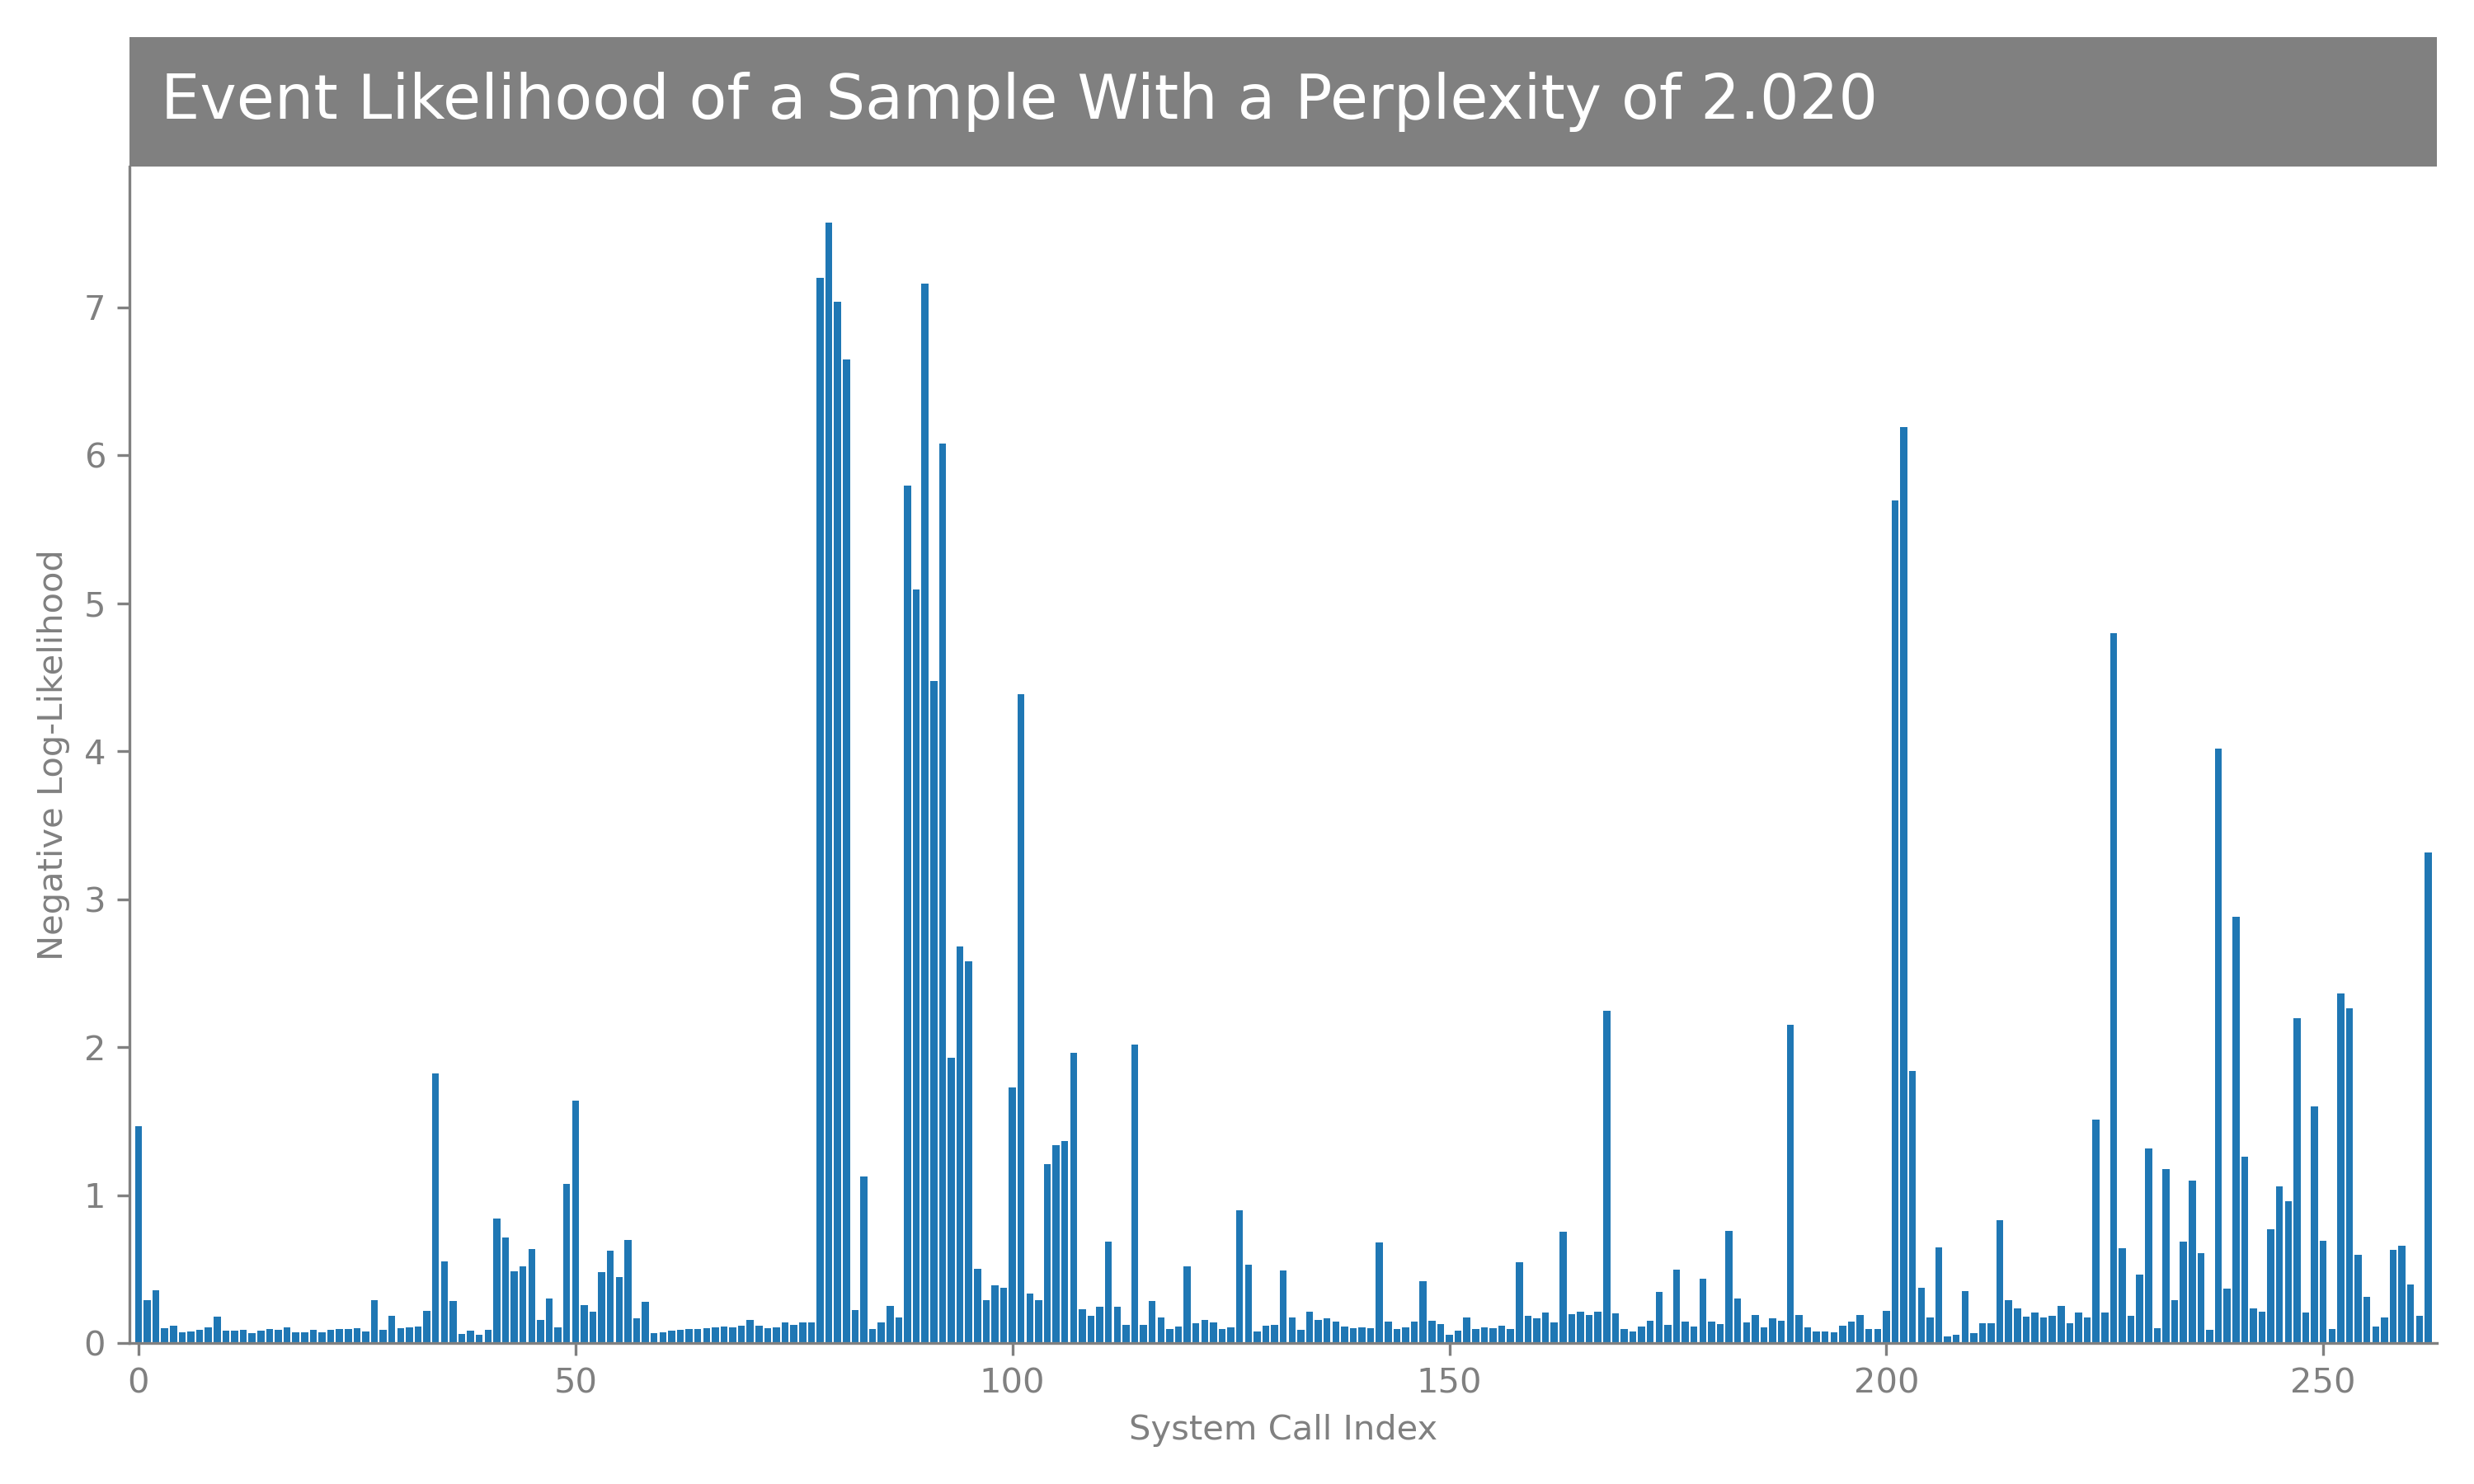 Event Likelihood of a Sample With a Perplexity of 2.020
Negative Log-Likelihood
7
6
5
4
3
2
1
0
0 50 100 150 200 250
System Call Index